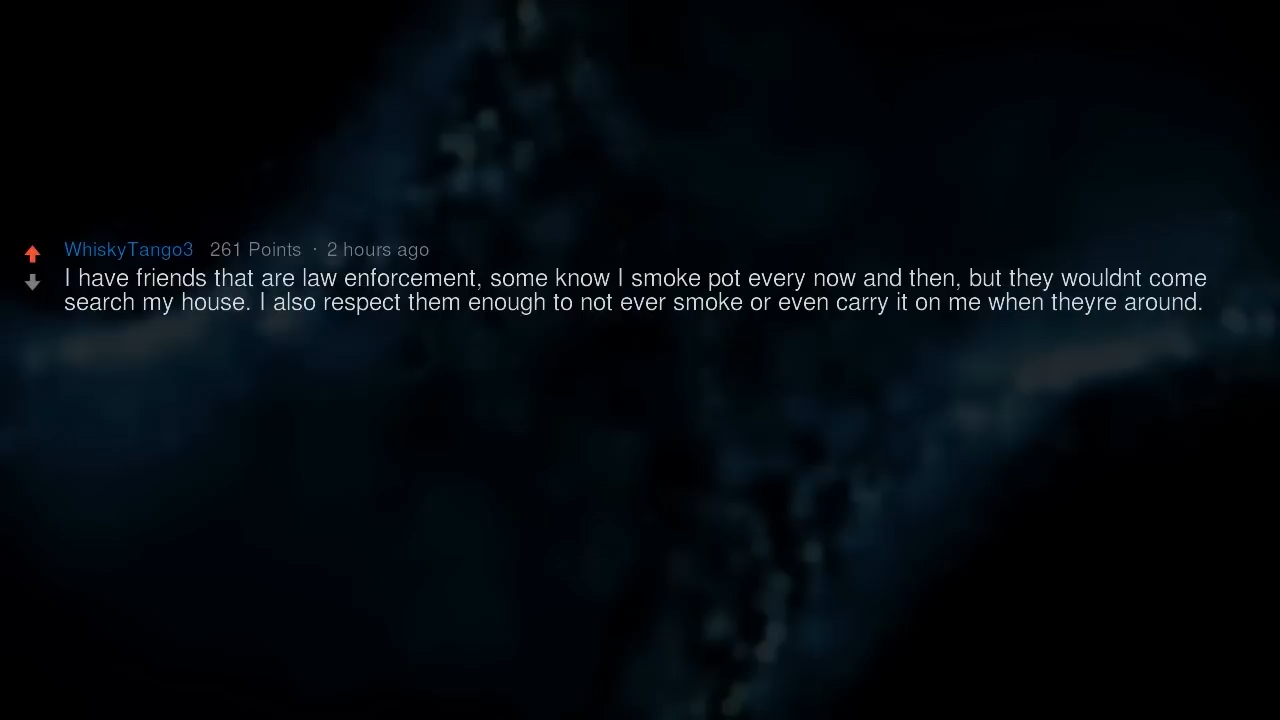 WhiskyTango3 261 Points · 2 hours ago
I have friends that are law enforcement, some know I smoke pot every now and then, but they wouldnt come
search my house. I also respect them enough to not ever smoke or even carry it on me when theyre around.